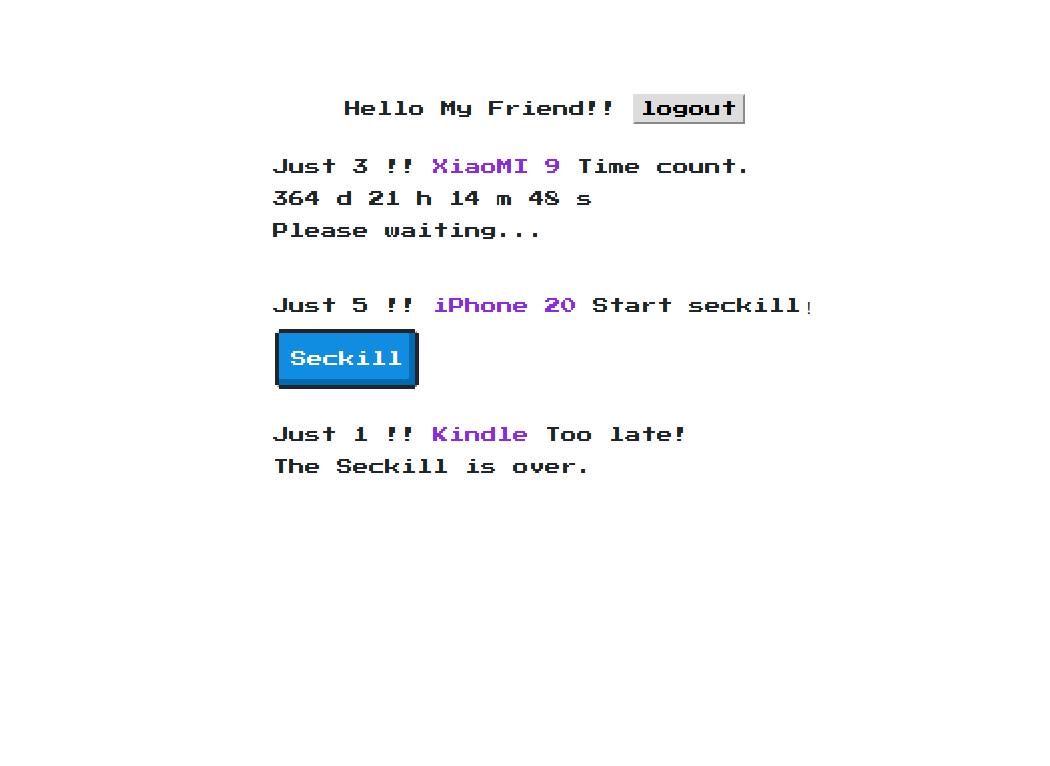 Hello My Friend!! logout
Just 3 !! XiaoMI 9 Time count.
364 d 21 h 14 m 48 s
Please waiting...
Just 5 !! iPhone 20 Start seckill！
Seckill
Just 1 !! Kindle Too late!
The Seckill is over.